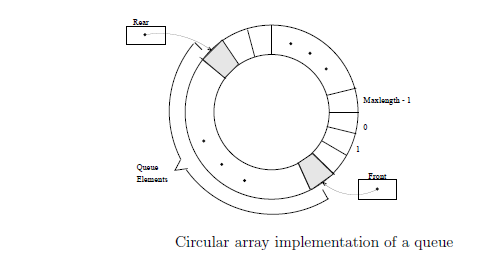 Rear
Maxlength - 1
0
1
Queue
Elements
Front
Circular array implementation of a queue